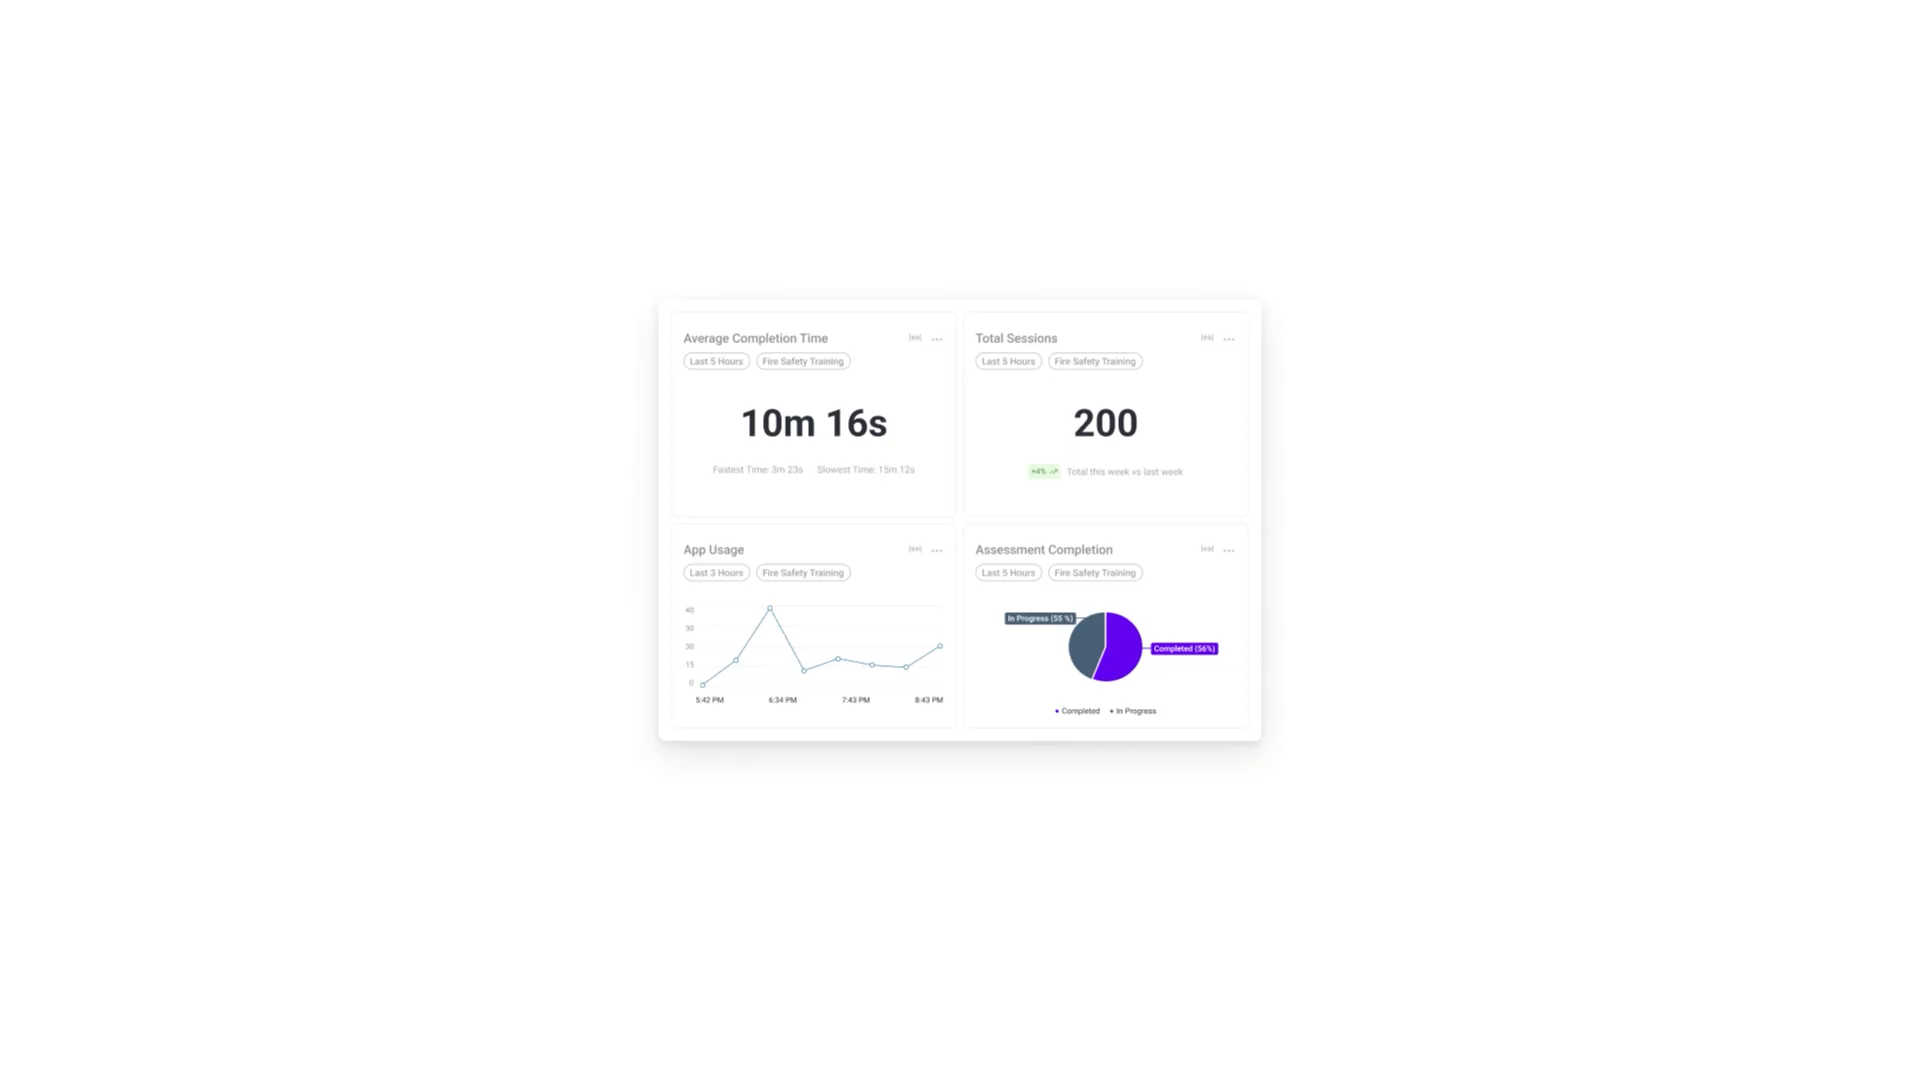 Average Completion Time
Last 5 Hours Fire Safety Training
10m 16s
Fastest Time: 3m 23s Slowest Time: 15m 12s
Total Sessions
Last 5 Hours Fire Safety Training
200
+4% Total this week vs last week
App Usage
Last 3 Hours Fire Safety Training
40
30
30
15
0
5:42 PM 6:34 PM 7:43 PM 8:43 PM
Assessment Completion
Last 5 Hours Fire Safety Training
In Progress (55 %)
Completed (56%)
Completed In Progress